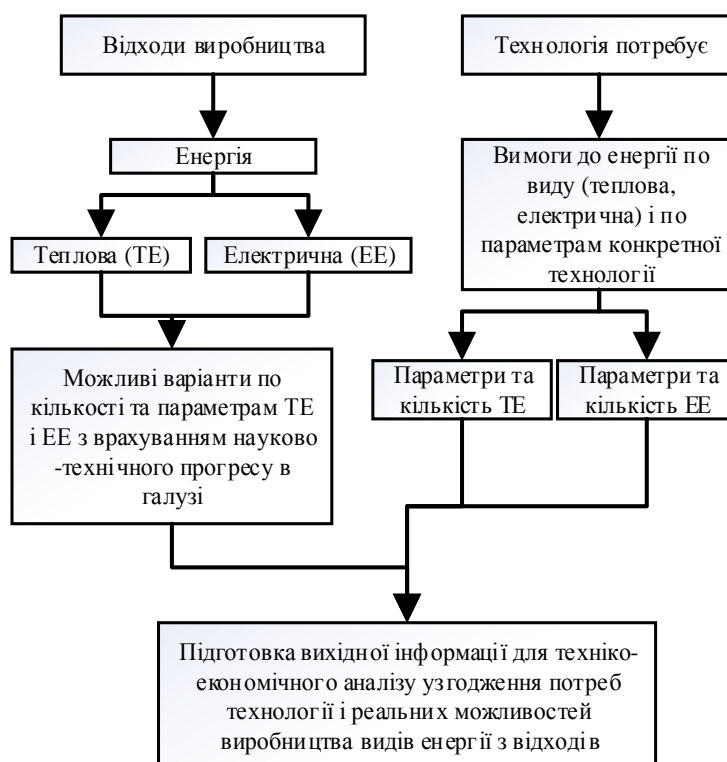 Відходи виробництва
Технологія потребує
Енергія
Вимоги до енергії по
виду (теплова,
електрична) і по
параметрам конкретної
технології
Теплова (ТЕ)
Електрична (ЕЕ)
Можливі варіанти по
кількості та параметрам ТЕ
і ЕЕ з врахуванням науково
-технічного прогресу в
галузі
Параметри та
кількість ТЕ
Параметри та
кількість ЕЕ
Підготовка вихідної інформації для техніко-
економічного аналізу узгодження потреб
технології і реальних можливостей
виробництва видів енергії з відходів